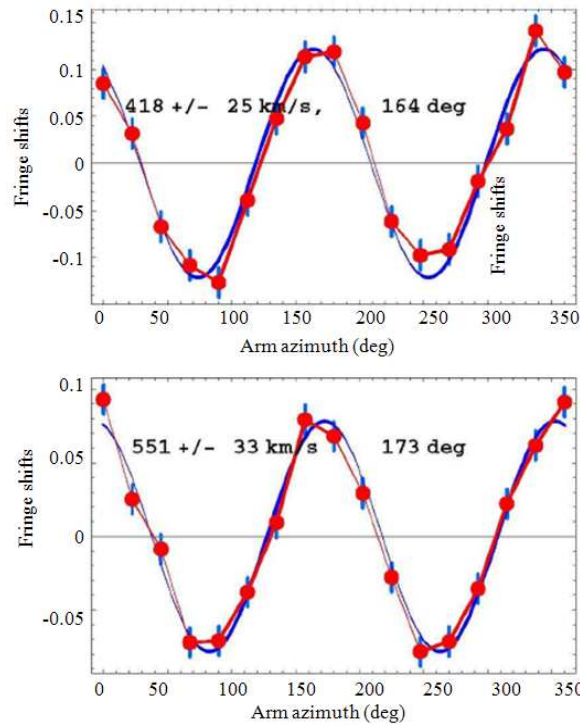 0.15
0.1
0.05
0
-0.05
-0.1
Fringe shifts
418 +/- 25 km/s, 164 deg
Fringe shifts
0 50 100 150 200 250 300 350
Arm azimuth (deg)
0.1
0.05
0
-0.05
Fringe shifts
551 +/- 33 km/s 173 deg
0 50 100 150 200 250 300 350
Arm azimuth (deg)